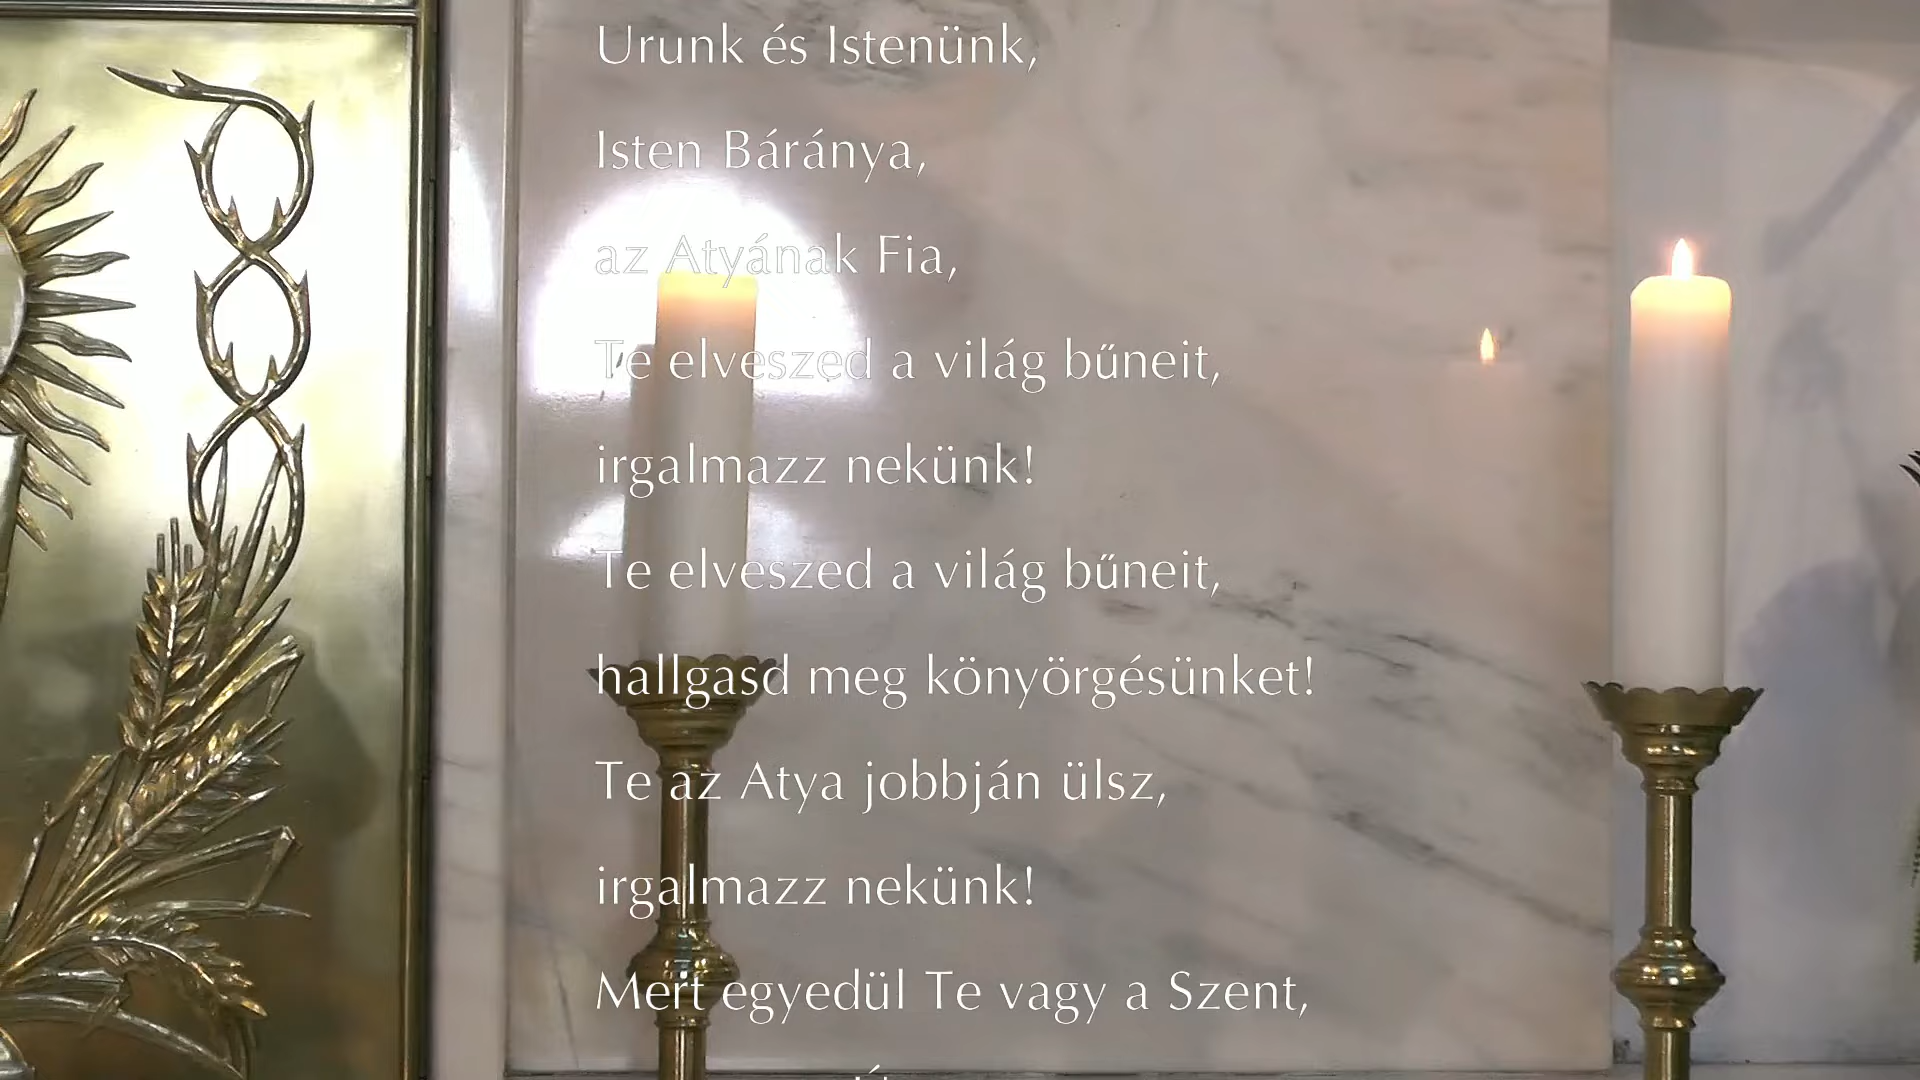 Urunk és Istenünk,
Isten Báránya,
az Atyának Fia,
Te elveszed a világ bűneit,
irgalmazz nekünk!
Te elveszed a világ bűneit,
hallgasd meg könyörgésünket!
Te az Atya jobbján ülsz,
irgalmazz nekünk!
Mert egyedül Te vagy a Szent,